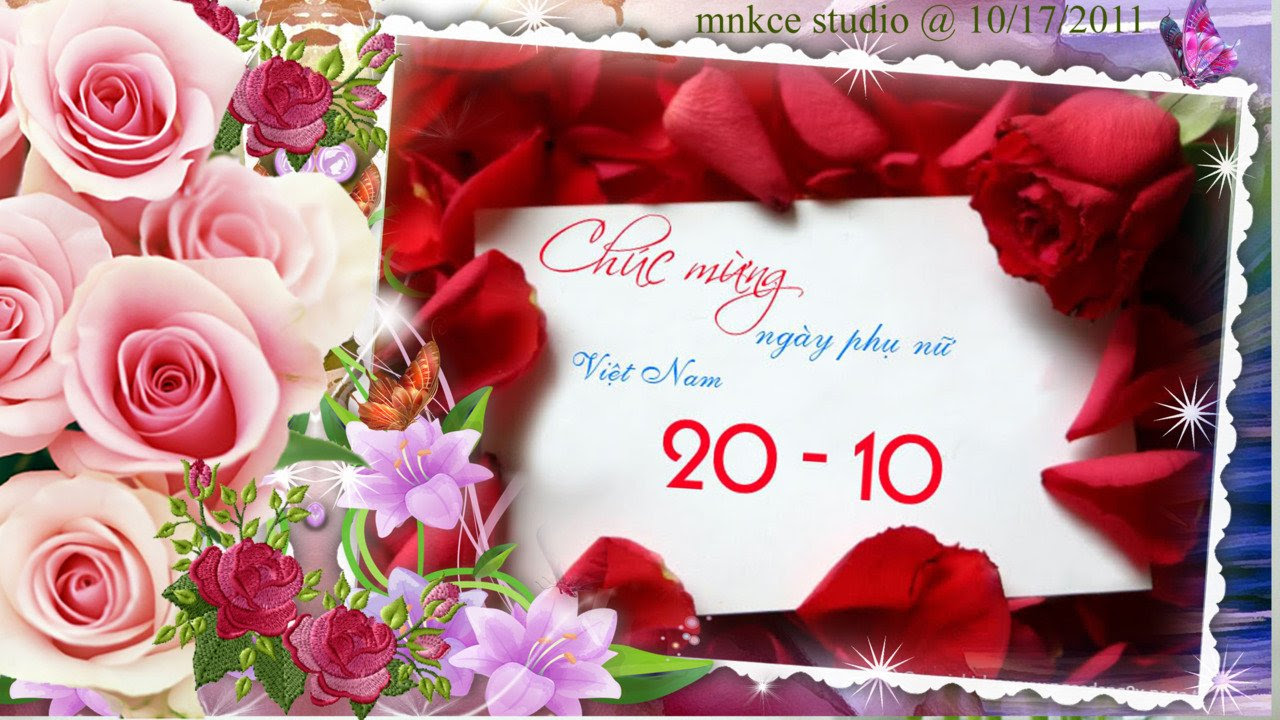 mnkce studio @ 10/17/2011
Chúc mừng
ngày phụ nữ
Việt Nam
20 - 10